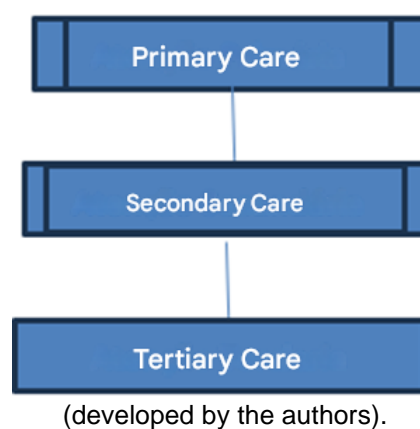 Primary Care
Secondary Care
Tertiary Care
(developed by the authors).